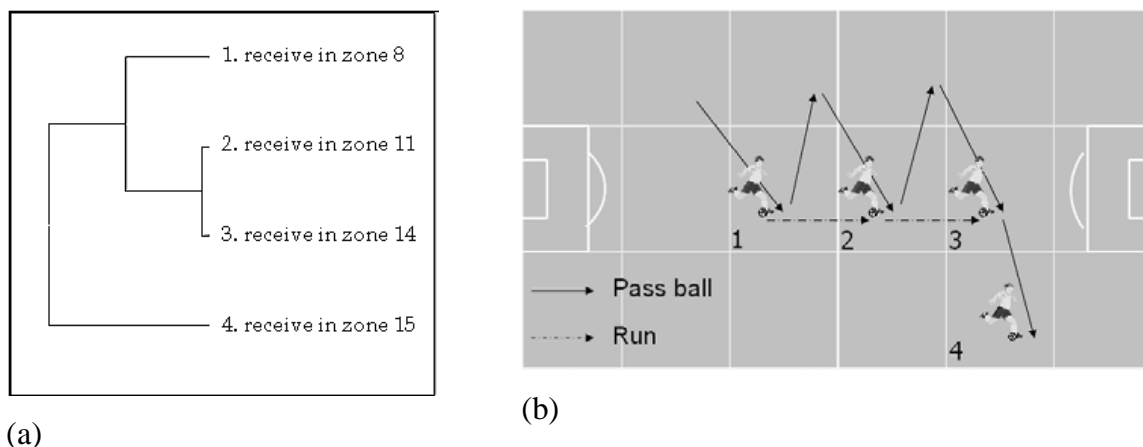 1. receive in zone 8
2. receive in zone 11
3. receive in zone 14
4. receive in zone 15
(a)
1
2
3
4
Pass ball
Run
(b)